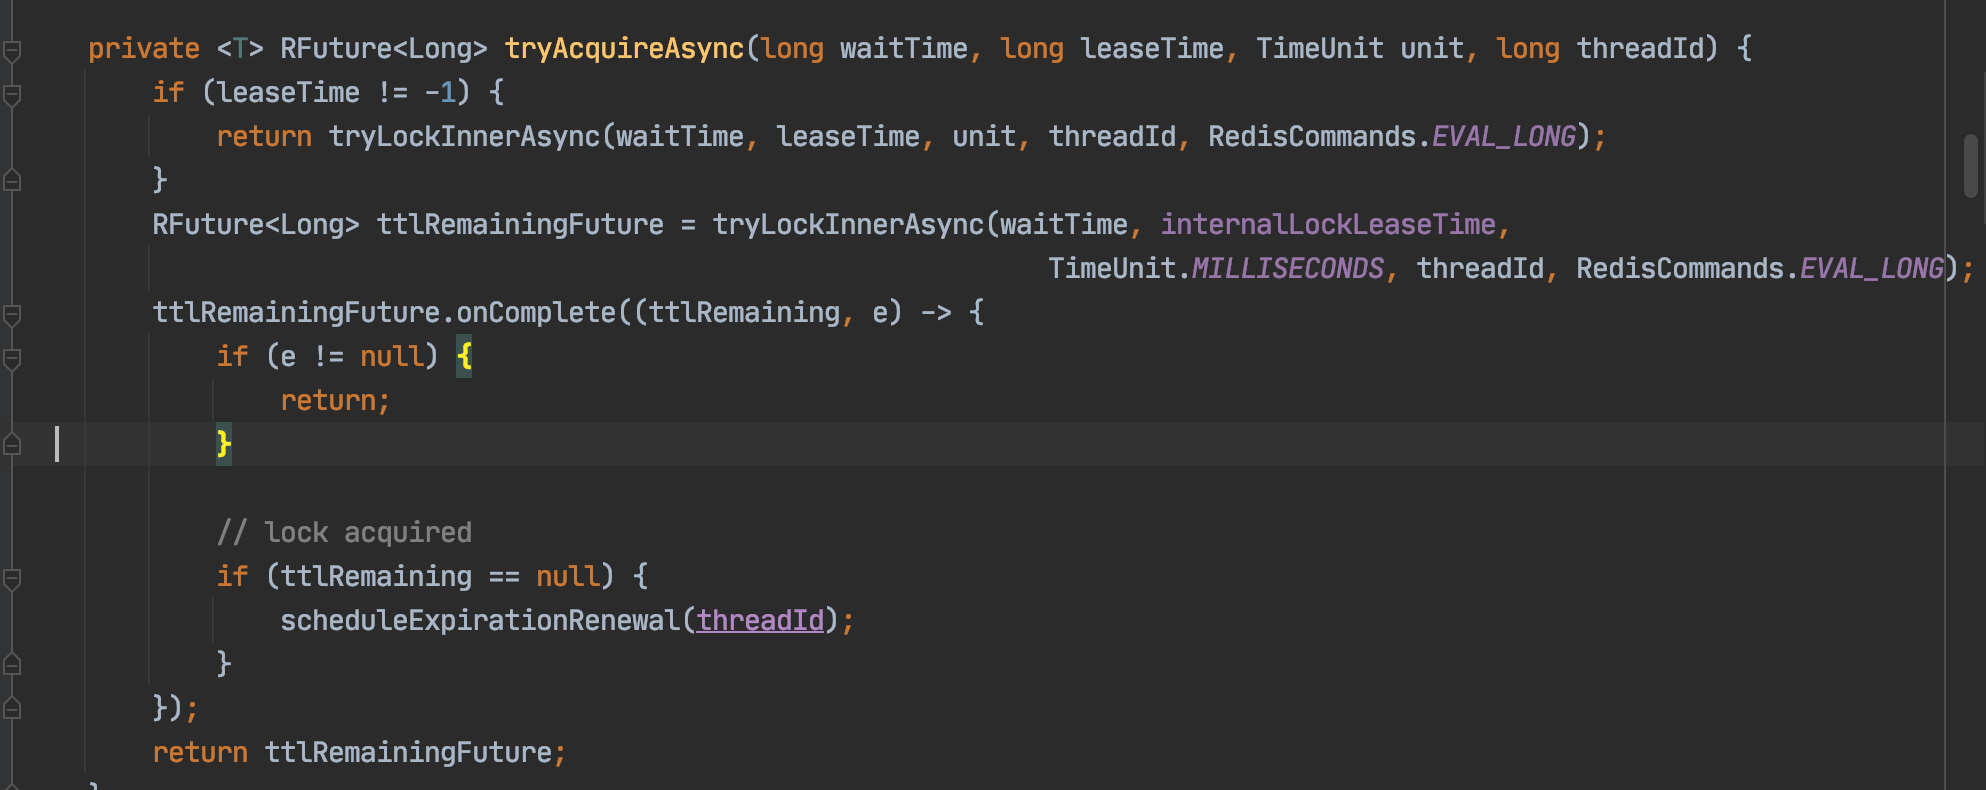 private <T> RFuture<Long> tryAcquireAsync(long waitTime, long leaseTime, TimeUnit unit, long threadId) {
if (leaseTime != -1) {
return tryLockInnerAsync(waitTime, leaseTime, unit, threadId, RedisCommands.EVAL_LONG);
}
RFuture<Long> ttlRemainingFuture = tryLockInnerAsync(waitTime, internalLockLeaseTime,
TimeUnit.MILLISECONDS, threadId, RedisCommands.EVAL_LONG);
ttlRemainingFuture.onComplete((ttlRemaining, e) -> {
if (e != null) {
return;
}
// lock acquired
if (ttlRemaining == null) {
scheduleExpirationRenewal(threadId);
}
});
return ttlRemainingFuture;
}